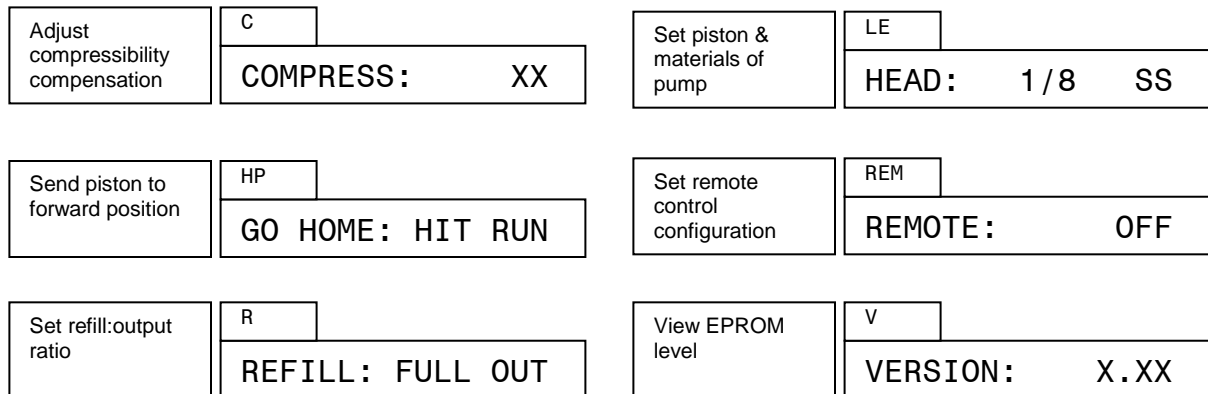 Adjust
compressibility
compensation
C
COMPRESS: XX
Set piston &
materials of
pump
LE
HEAD: 1/8 SS
Send piston to
forward position
HP
GO HOME: HIT RUN
Set remote
control
configuration
REM
REMOTE: OFF
Set refill:output
ratio
R
REFILL: FULL OUT
View EPROM
level
V
VERSION: X.XX